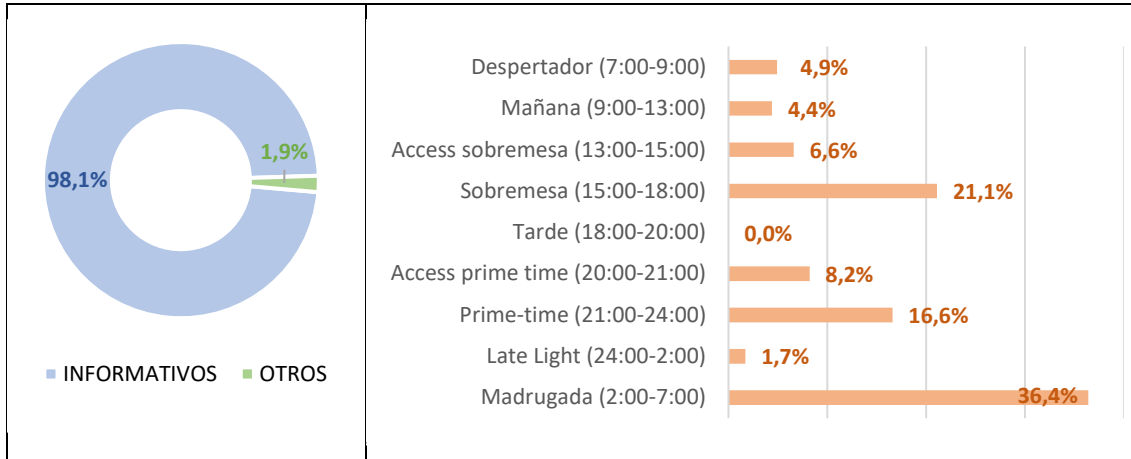 1,9%
98,1%
INFORMATIVOS OTROS
Despertador (7:00-9:00) 4,9%
Mañana (9:00-13:00) 4,4%
Access sobremesa (13:00-15:00) 6,6%
Sobremesa (15:00-18:00) 21,1%
Tarde (18:00-20:00) 0,0%
Access prime time (20:00-21:00) 8,2%
Prime-time (21:00-24:00) 16,6%
Late Light (24:00-2:00) 1,7%
Madrugada (2:00-7:00) 36,4%